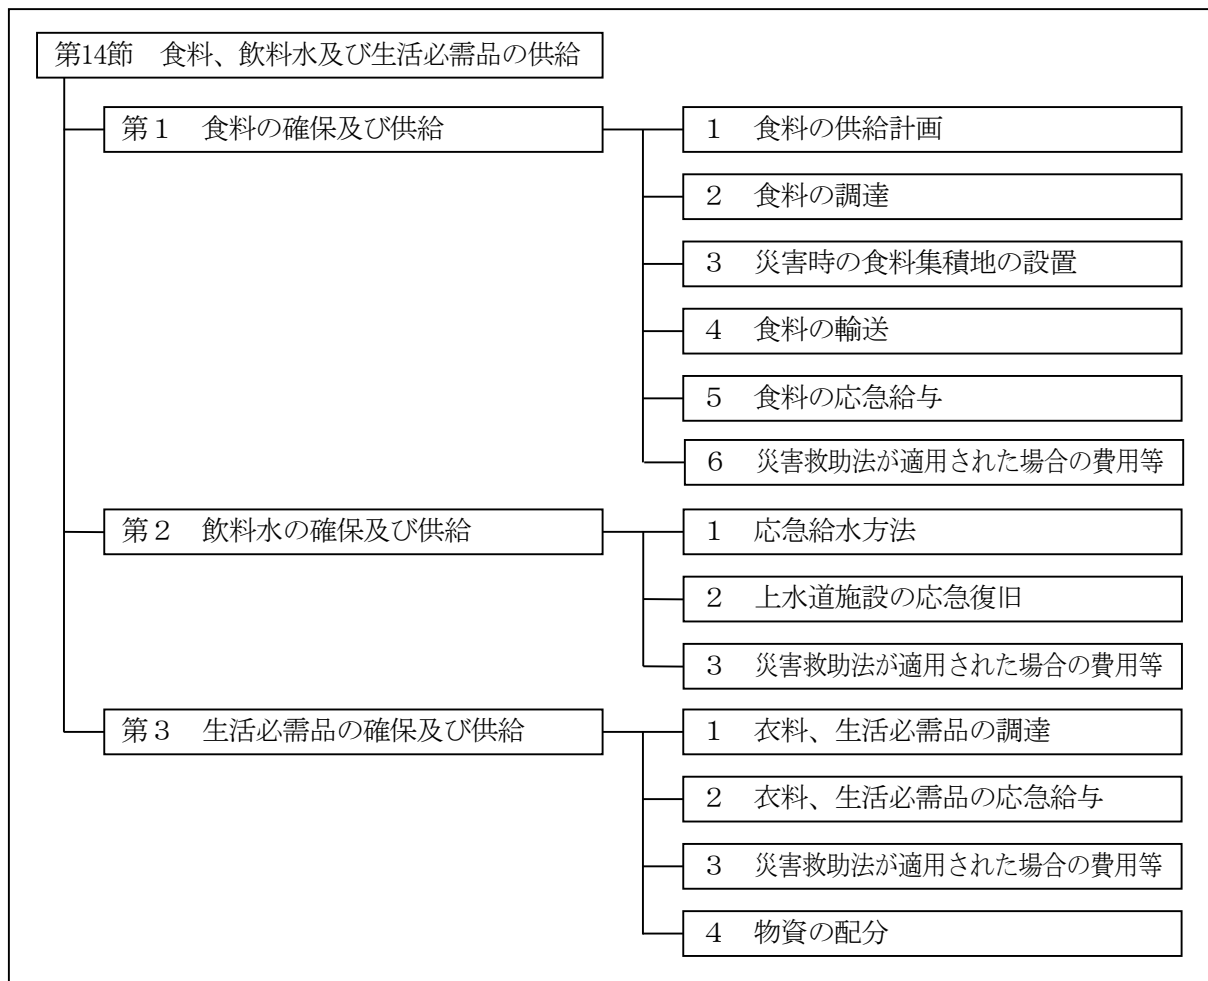 第14節　食料、飲料水及び生活必需品の供給
第１　食料の確保及び供給
１　食料の供給計画
２　食料の調達
３　災害時の食料集積地の設置
４　食料の輸送
５　食料の応急給与
６　災害救助法が適用された場合の費用等
第２　飲料水の確保及び供給
１　応急給水方法
２　上水道施設の応急復旧
３　災害救助法が適用された場合の費用等
第３　生活必需品の確保及び供給
１　衣料、生活必需品の調達
２　衣料、生活必需品の応急給与
３　災害救助法が適用された場合の費用等
４　物資の配分